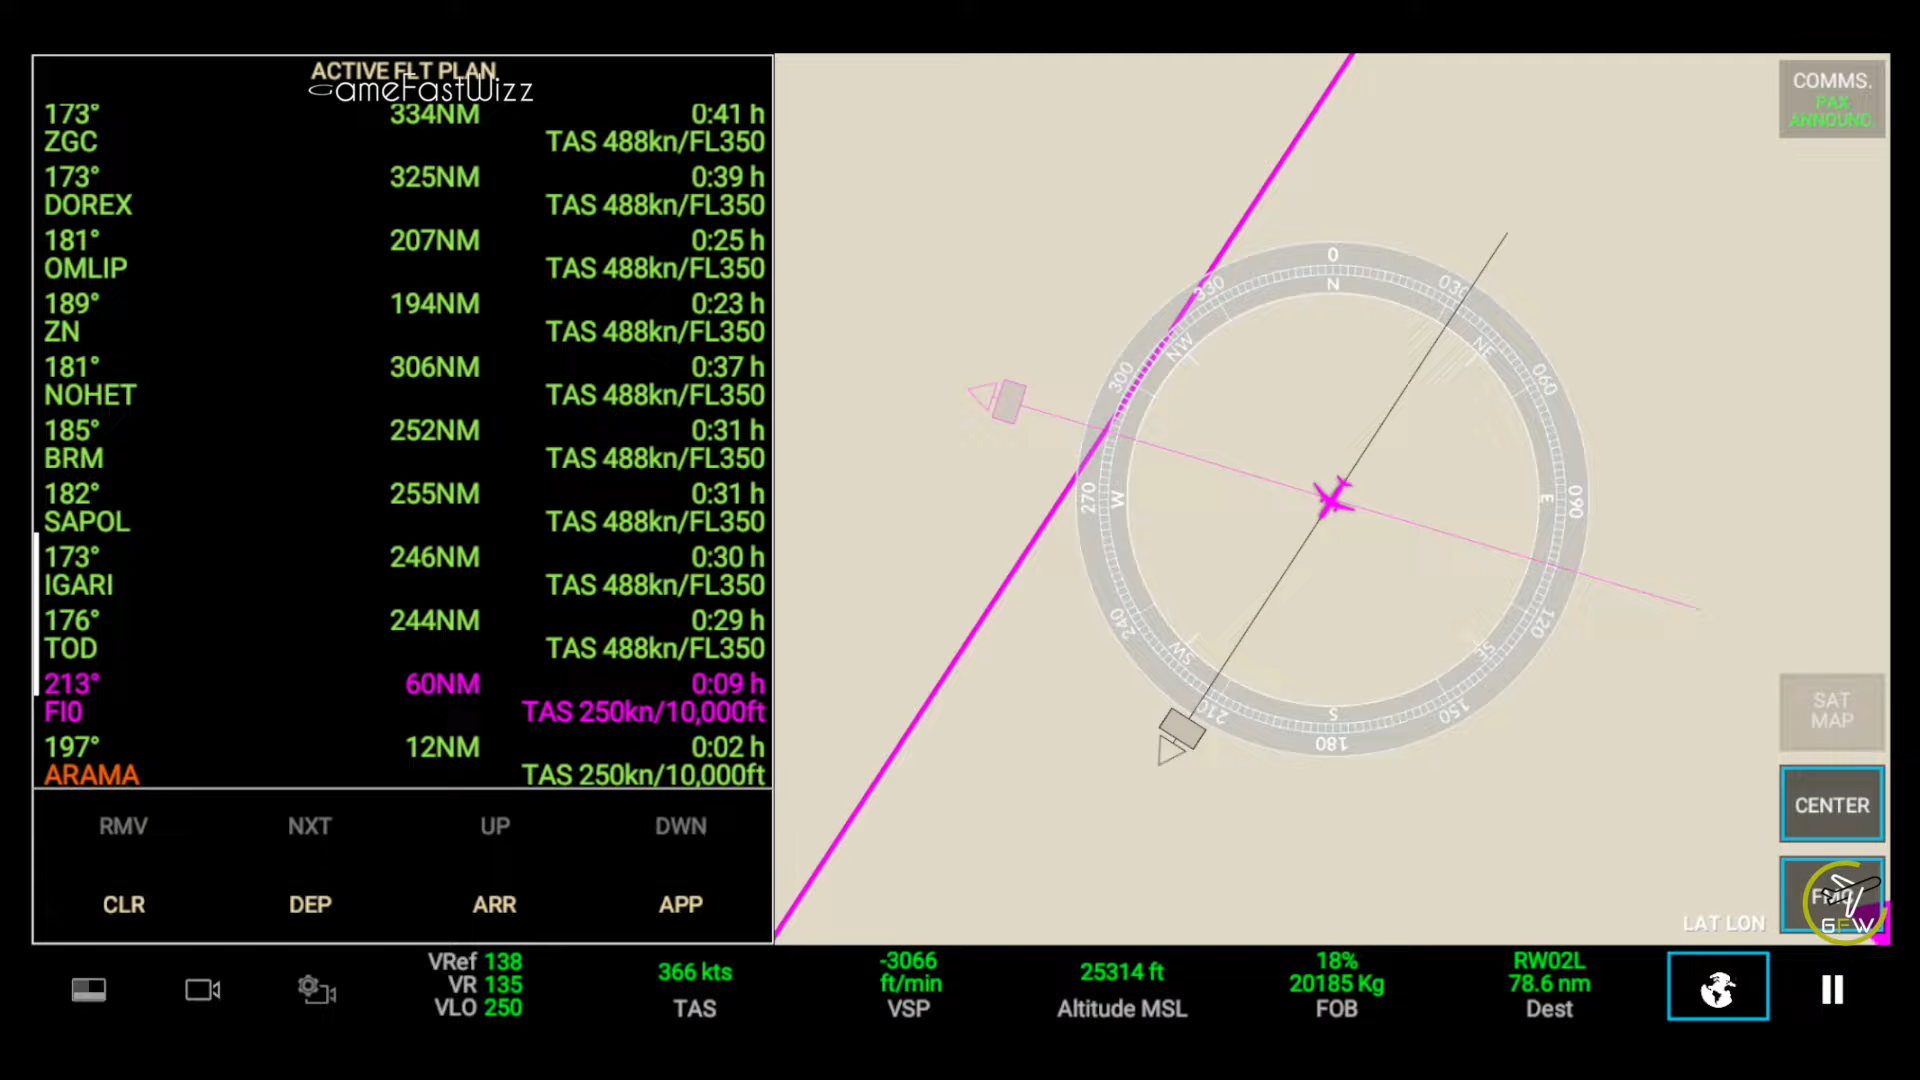 ACTIVE FLT PLAN
GameFastWizz
173° 334NM 0:41 h
ZGC TAS 488kn/FL350
173° 325NM 0:39 h
DOREX TAS 488kn/FL350
181° 207NM 0:25 h
OMLIP TAS 488kn/FL350
189° 194NM 0:23 h
ZN TAS 488kn/FL350
181° 306NM 0:37 h
NOHET TAS 488kn/FL350
185° 252NM 0:31 h
BRM TAS 488kn/FL350
182° 255NM 0:31 h
SAPOL TAS 488kn/FL350
173° 246NM 0:30 h
IGARI TAS 488kn/FL350
176° 244NM 0:29 h
TOD TAS 488kn/FL350
213° 60NM 0:09 h
FI0 TAS 250kn/10,000ft
197° 12NM 0:02 h
ARAMA TAS 250kn/10,000ft
RMV NXT UP DWN
CLR DEP ARR APP
0
N
030
NE
060
E
090
120
SE
150
S
180
210
SW
240
W
270
300
NW
330
COMMS.
PAX
ANNOUNC.
SAT
MAP
CENTER
GFW
LAT LON
VRef 138
VR 135
VLO 250
366 kts
TAS
-3066
ft/min
VSP
25314 ft
Altitude MSL
18%
20185 Kg
FOB
RW02L
78.6 nm
Dest